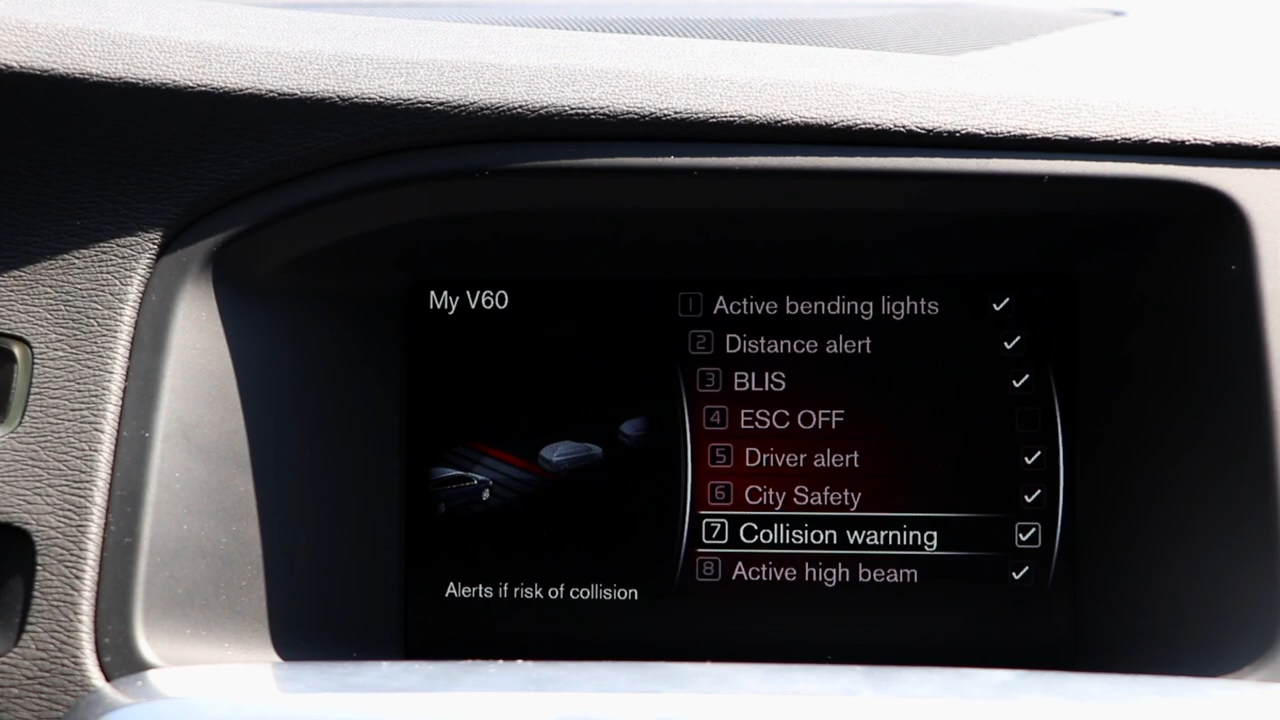 My V60
1 Active bending lights
2 Distance alert
3 BLIS
4 ESC OFF
5 Driver alert
6 City Safety
7 Collision warning
8 Active high beam
Alerts if risk of collision